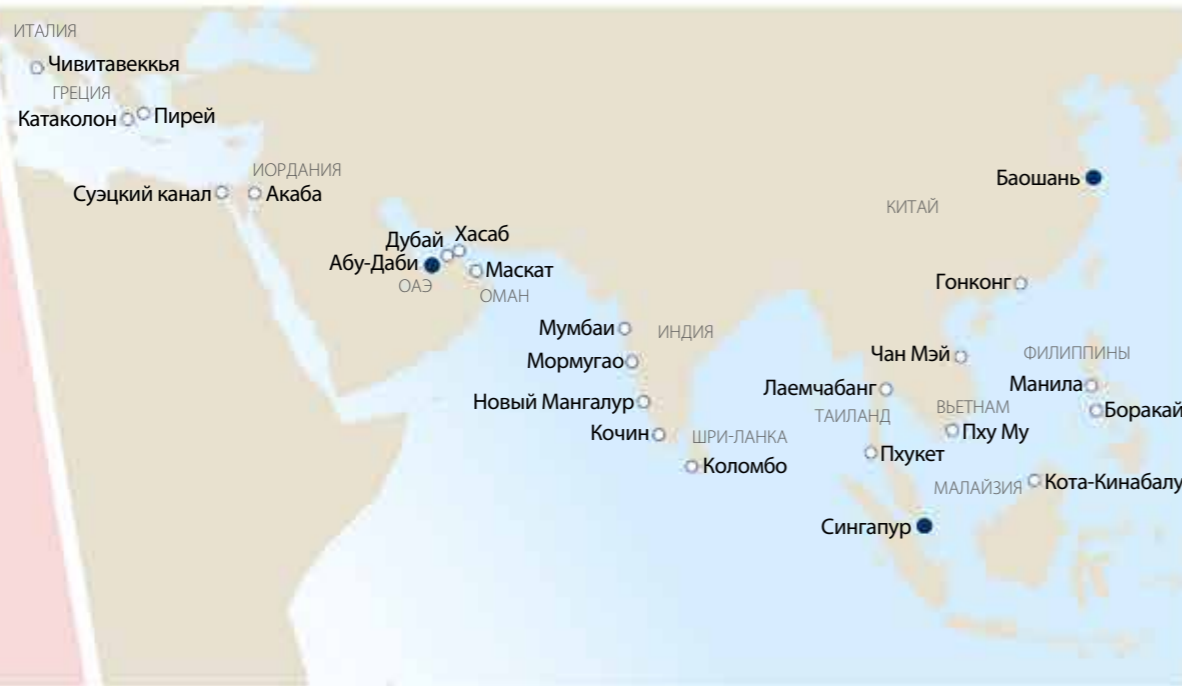 ИТАЛИЯ
Чивитавеккья
ГРЕЦИЯ
Катаколон
Пирей
ИОРДАНИЯ
Суэцкий канал
Акаба
Баошань
КИТАЙ
Дубай
Хасаб
Абу-Даби
Маскат
ОАЭ
ОМАН
Гонконг
Мумбаи
ИНДИЯ
Мормугао
Чан Мэй
ФИЛИППИНЫ
Лаемчабанг
Манила
Новый Мангалур
ТАИЛАНД
ВЬЕТНАМ
Боракай
Кочин
ШРИ-ЛАНКА
Пху Му
Коломбо
Пхукет
МАЛАЙЗИЯ
Кота-Кинабалу
Сингапур